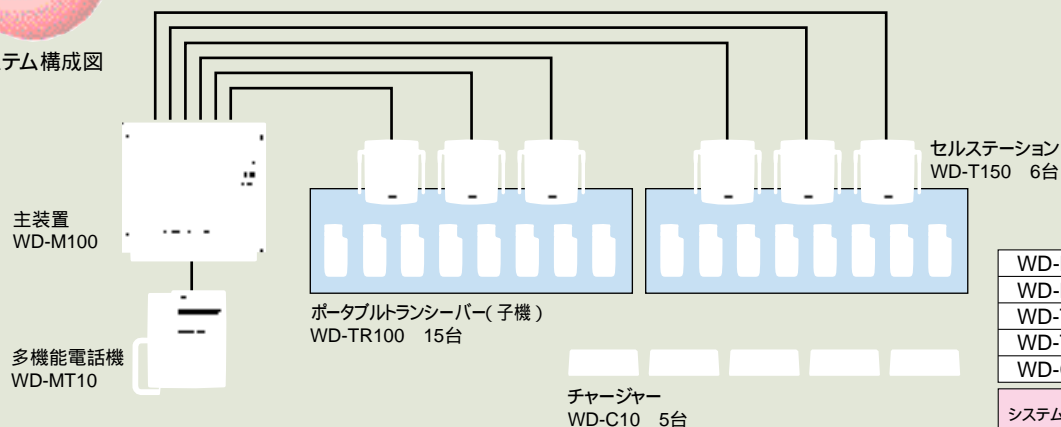 テム構成図
セルステーション
WD-T150 6台
主装置
WD-M100
ポータブルトランシーバー(子機)
WD-TR100 15台
多機能電話機
WD-MT10
チャージャー
WD-C10 5台
WD-
WD-
WD-
WD-
WD-
システム